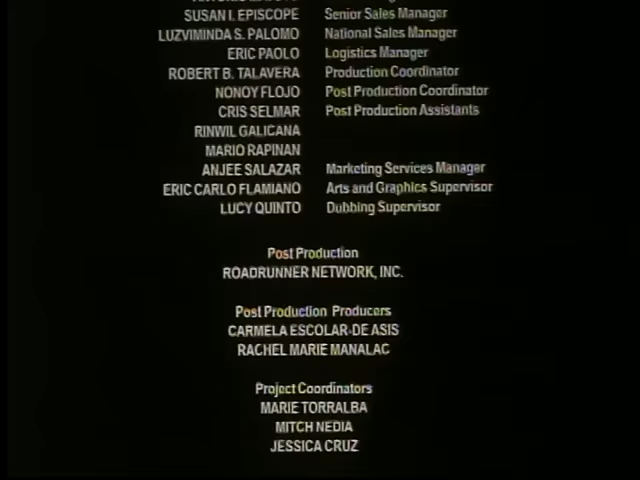 SUSAN I. EPISCOPE Senior Sales Manager
LUZVIMINDA S. PALOMO National Sales Manager
ERIC PAOLO Logistics Manager
ROBERT B. TALAVERA Production Coordinator
NONOY FLOJO Post Production Coordinator
CRIS SELMAR Post Production Assistants
RINWIL GALICANA
MARIO RAPINAN
ANJEE SALAZAR Marketing Services Manager
ERIC CARLO FLAMIANO Arts and Graphics Supervisor
LUCY QUINTO Dubbing Supervisor
Post Production
ROADRUNNER NETWORK, INC.
Post Production Producers
CARMELA ESCOLAR-DE ASIS
RACHEL MARIE MANALAC
Project Coordinators
MARIE TORRALBA
MITCH NEDIA
JESSICA CRUZ